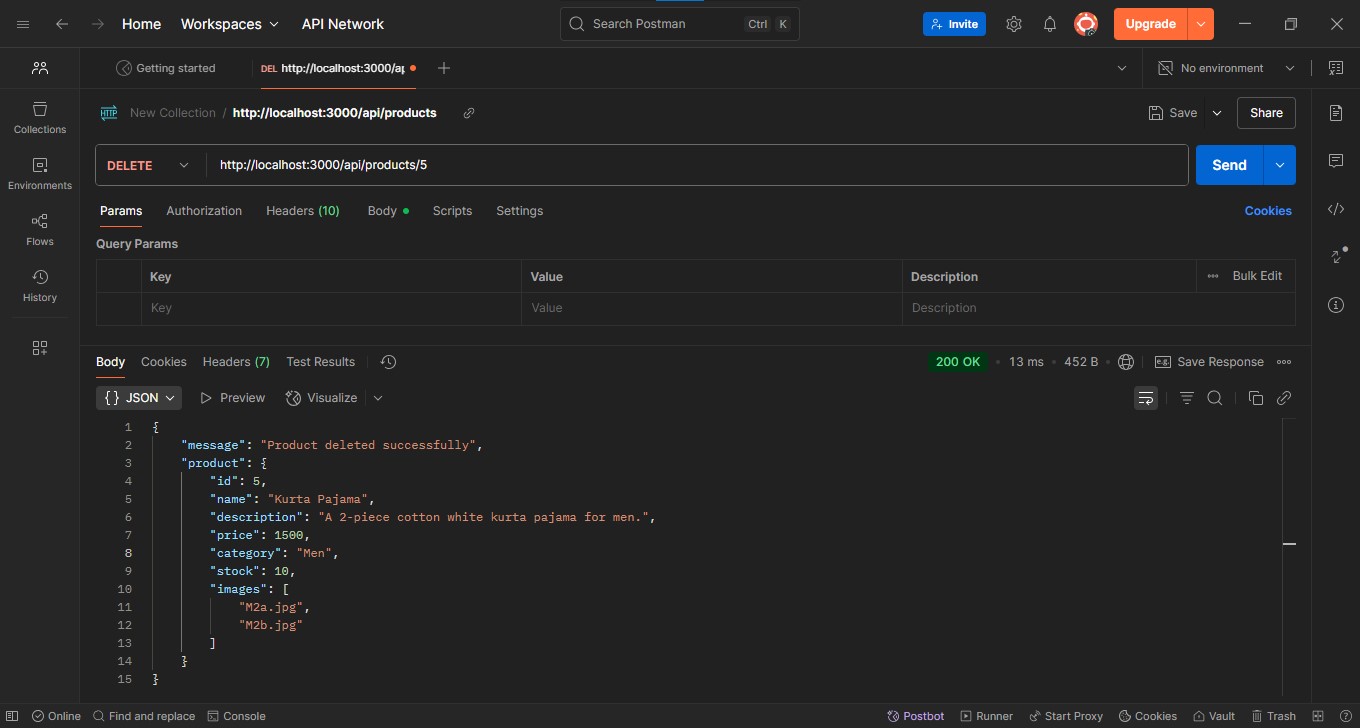 Home Workspaces API Network Search Postman Ctrl K Invite Upgrade
Getting started DEL http://localhost:3000/ap No environment
HTTP New Collection / http://localhost:3000/api/products Save Share
DELETE http://localhost:3000/api/products/5 Send
Params Authorization Headers (10) Body Scripts Settings Cookies
Query Params
Key Value Description Bulk Edit
Key Value Description
Collections
Environments
Flows
History
Body Cookies Headers (7) Test Results 200 OK 13 ms 452 B e.g. Save Response
{} JSON Preview Visualize
1 {
2 "message": "Product deleted successfully",
3 "product": {
4 "id": 5,
5 "name": "Kurta Pajama",
6 "description": "A 2-piece cotton white kurta pajama for men.",
7 "price": 1500,
8 "category": "Men",
9 "stock": 10,
10 "images": [
11 "M2a.jpg",
12 "M2b.jpg"
13 ]
14 }
15 }
Online Find and replace Console Postbot Runner Start Proxy Cookies Vault Trash